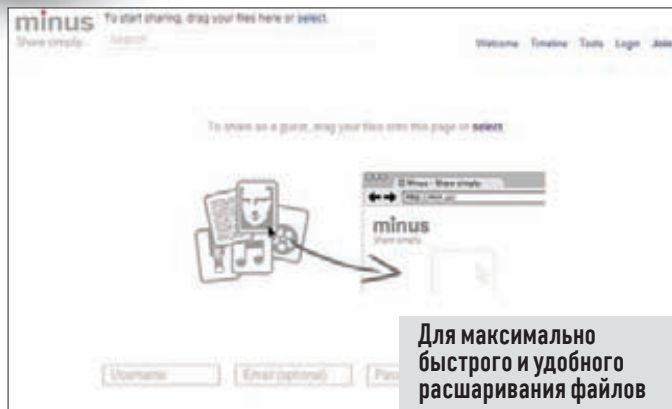 minus To start sharing, drag your files here or select.
Share simply. Search
Welcome Timeline Tools Login Join
To share as a guest, drag your files onto this page or select
Minus - Share simply
minus
Share simply
Username Email (optional)
Для максимально
быстрого и удобного
расшаривания файлов